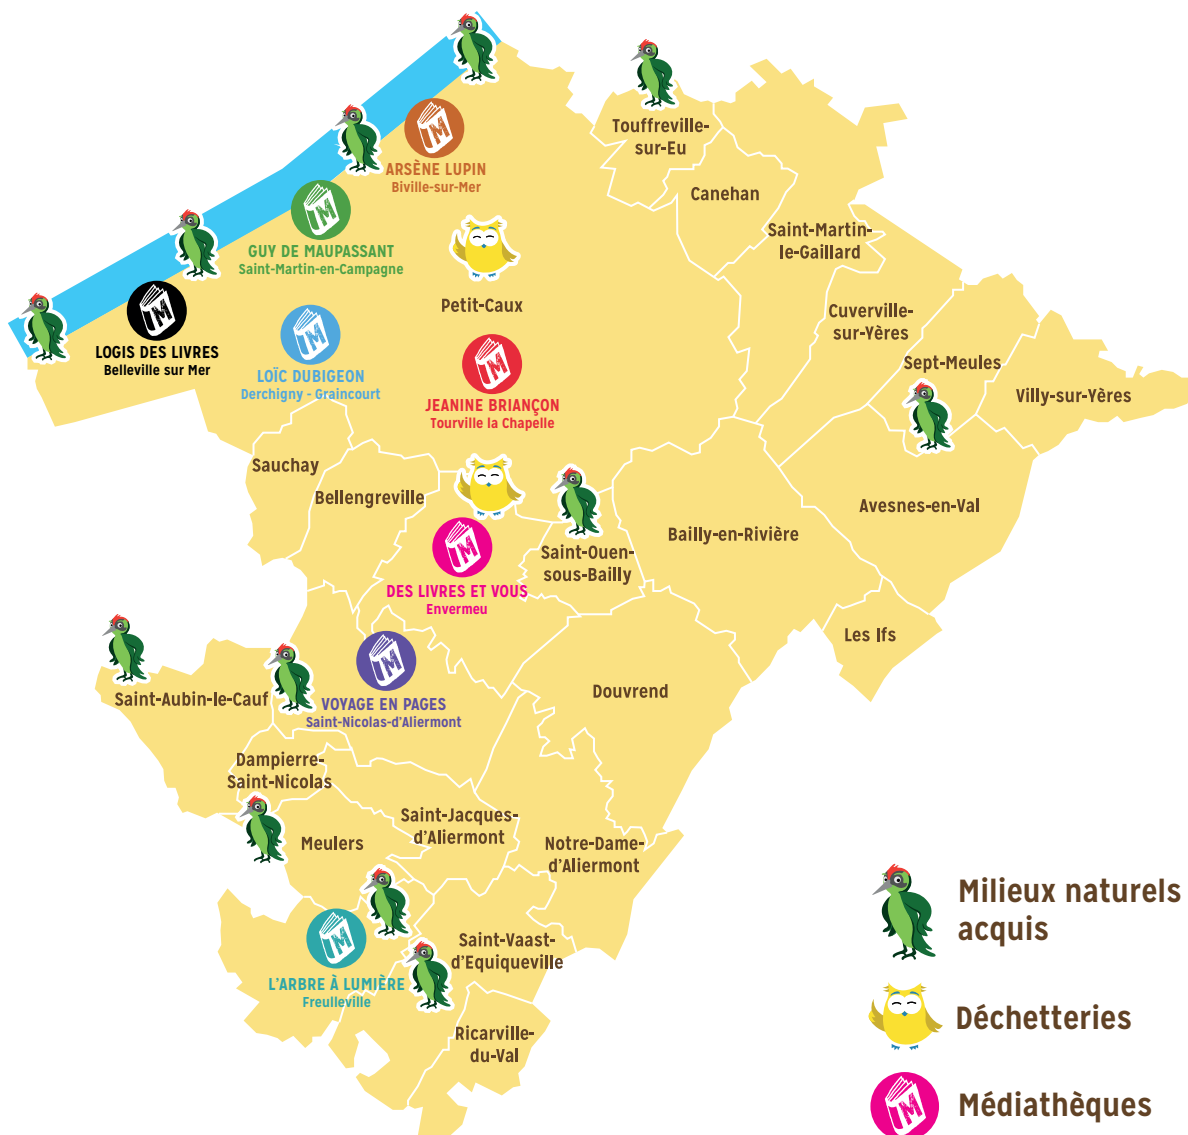 ARSÈNE LUPIN
Biville-sur-Mer
Touffreville-
sur-Eu
Canehan
GUY DE MAUPASSANT
Saint-Martin-en-Campagne
Saint-Martin-
le-Gaillard
Petit-Caux
Cuverville-
sur-Yères
LOGIS DES LIVRES
Belleville sur Mer
LOÏC DUBIGEON
Derchigny - Graincourt
JEANINE BRIANÇON
Tourville la Chapelle
Sept-Meules
Villy-sur-Yères
Sauchay
Bellengreville
Avesnes-en-Val
Bailly-en-Rivière
Saint-Ouen-
sous-Bailly
DES LIVRES ET VOUS
Envermeu
Les Ifs
Saint-Aubin-le-Cauf
VOYAGE EN PAGES
Saint-Nicolas-d'Aliermont
Douvrend
Dampierre-
Saint-Nicolas
Saint-Jacques-
d'Aliermont
Meulers
Notre-Dame-
d'Aliermont
Saint-Vaast-
d'Equiqueville
L'ARBRE À LUMIÈRE
Freulleville
Ricarville-
du-Val
Milieux naturels
acquis
Déchetteries
Médiathèques